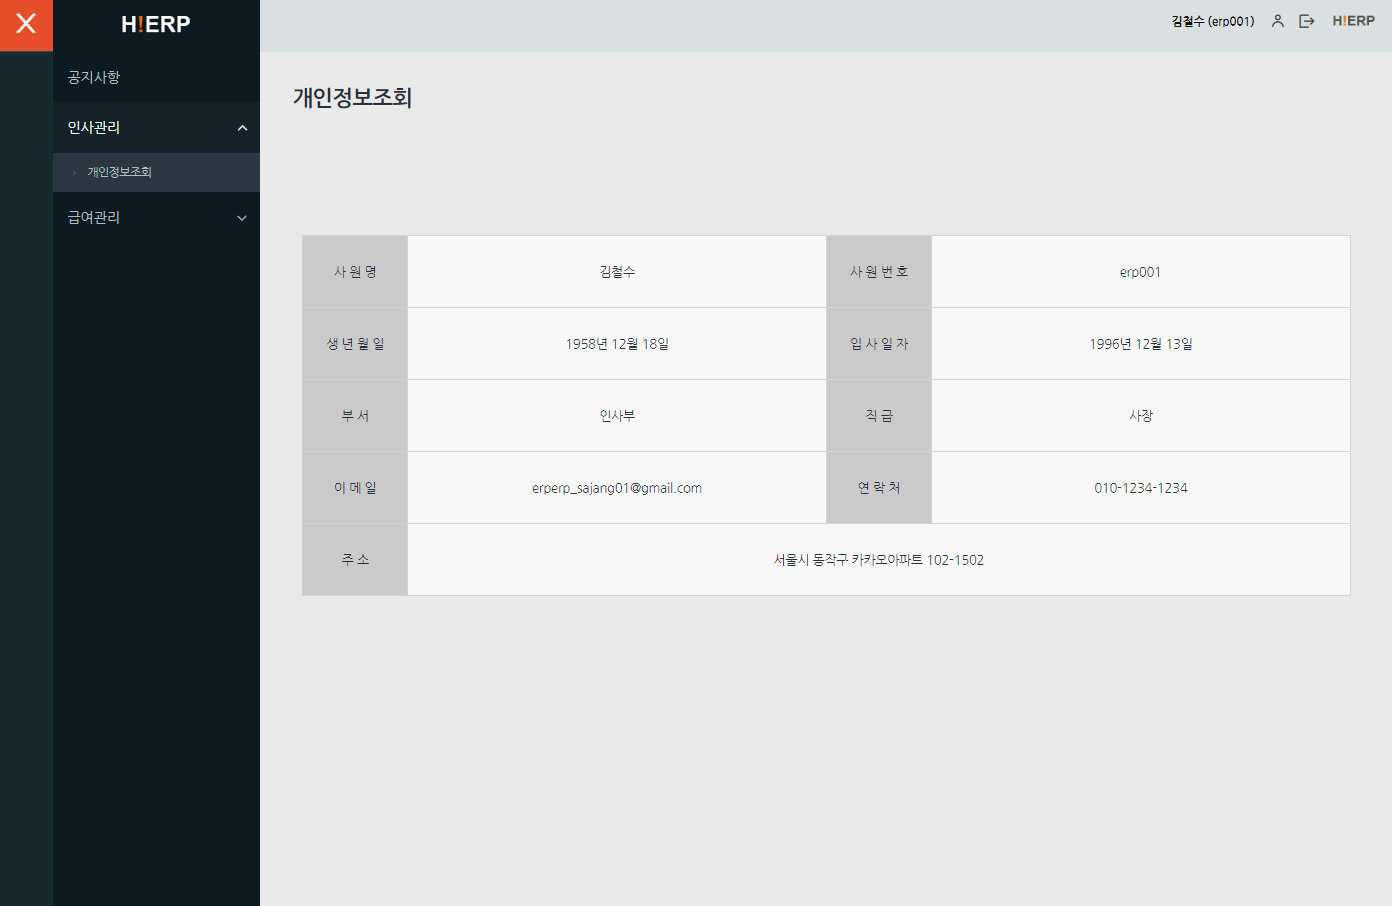 X
H!ERP
김철수 (erp001)
H!ERP
공지사항
인사관리
개인정보조회
급여관리
개인정보조회
사 원 명 김철수 사 원 번 호 erp001
생 년 월 일 1958년 12월 18일 입 사 일 자 1996년 12월 13일
부 서 인사부 직 급 사장
이 메 일 erperp_sajang01@gmail.com 연 락 처 010-1234-1234
주 소 서울시 동작구 카카오아파트 102-1502